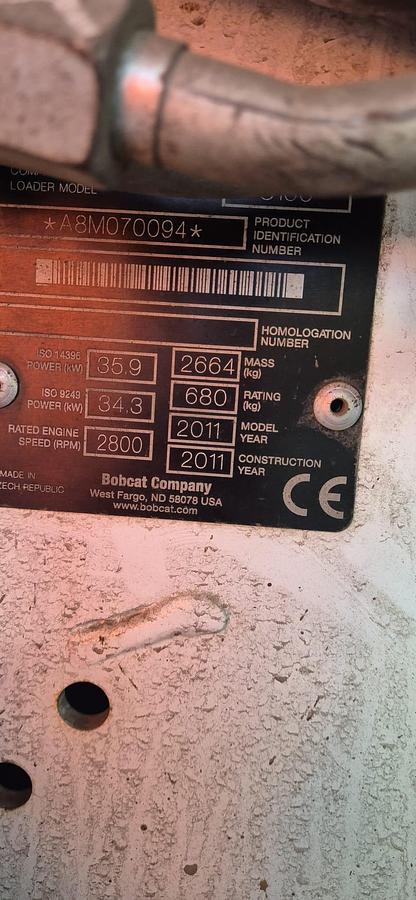 LOADER MODEL
*A8M070094*
PRODUCT
IDENTIFICATION
NUMBER
HOMOLOGATION
NUMBER
ISO 14396
POWER (kW)
35.9
2664
MASS
(kg)
ISO 9249
POWER (kW)
34.3
680
RATING
(kg)
RATED ENGINE
SPEED (RPM)
2800
2011
MODEL
YEAR
2011
CONSTRUCTION
YEAR
MADE IN
CZECH REPUBLIC
Bobcat Company
West Fargo, ND 58078 USA
www.bobcat.com
CE